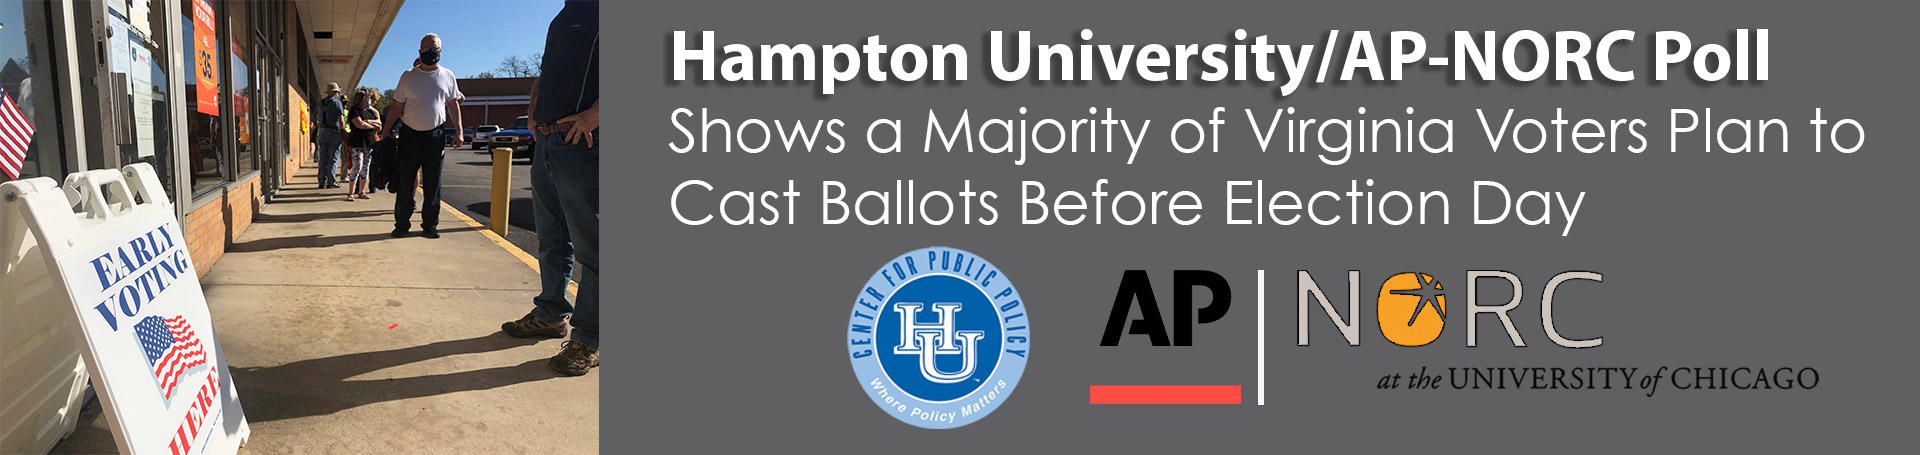 Hampton University/AP-NORC Poll
Shows a Majority of Virginia Voters Plan to
Cast Ballots Before Election Day
CENTER FOR PUBLIC POLICY
HU
Where Policy Matters
AP
NORC
at the UNIVERSITY of CHICAGO
EARLY
VOTING
HERE
$35